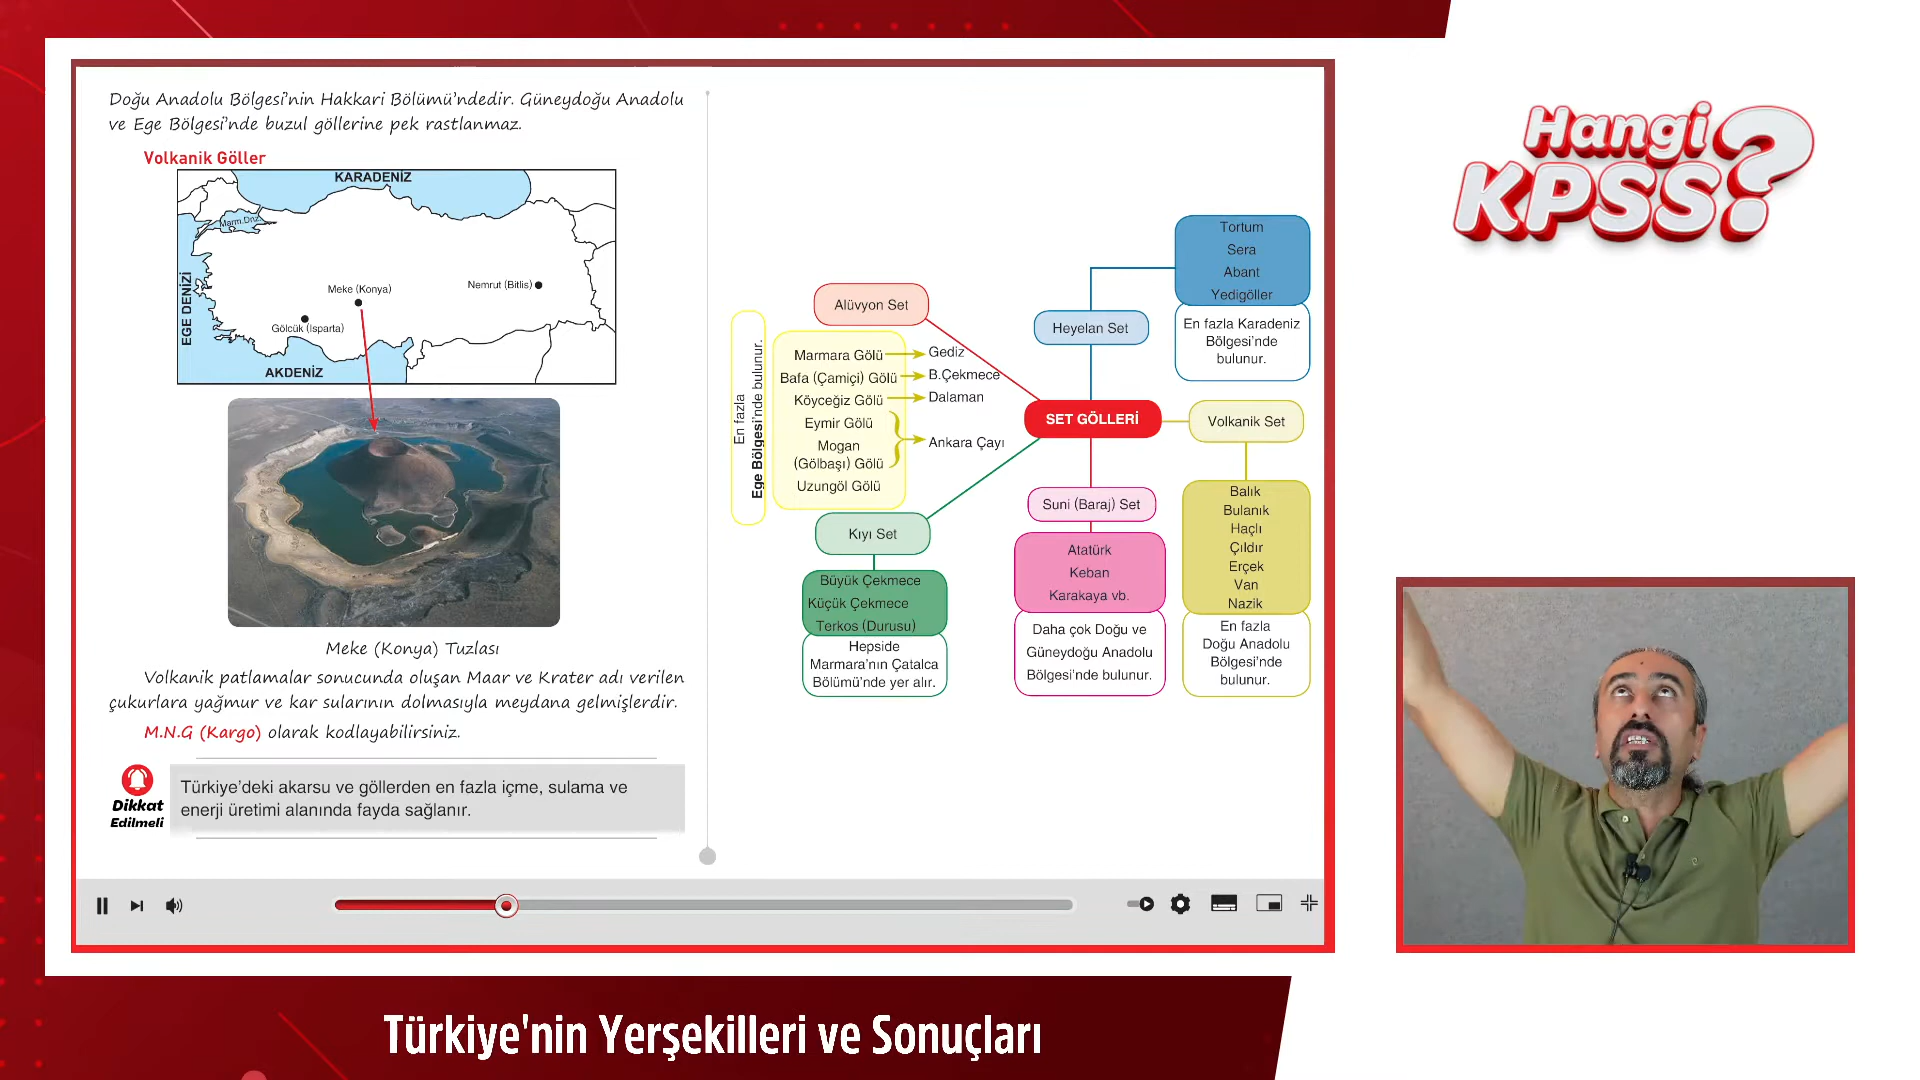 Doğu Anadolu Bölgesi'nin Hakkari Bölümü'ndedir. Güneydoğu Anadolu
ve Ege Bölgesi'nde buzul göllerine pek rastlanmaz.
Volkanik Göller
KARADENİZ
Marm.Dnz.
EGE DENİZİ
Meke (Konya)
Nemrut (Bitlis)
Gölcük (Isparta)
AKDENİZ
Meke (Konya) Tuzlası
Volkanik patlamalar sonucunda oluşan Maar ve Krater adı verilen
çukurlara yağmur ve kar sularının dolmasıyla meydana gelmişlerdir.
M.N.G (Kargo) olarak kodlayabilirsiniz.
Dikkat
Edilmeli
Türkiye'deki akarsu ve göllerden en fazla içme, sulama ve
enerji üretimi alanında fayda sağlanır.
SET GÖLLERİ
Alüvyon Set
En fazla
Ege Bölgesi'nde bulunur.
Marmara Gölü
Gediz
Bafa (Çamiçi) Gölü
B.Çekmece
Köyceğiz Gölü
Dalaman
Eymir Gölü
Mogan
(Gölbaşı) Gölü
Ankara Çayı
Uzungöl Gölü
Kıyı Set
Büyük Çekmece
Küçük Çekmece
Terkos (Durusu)
Hepside
Marmara'nın Çatalca
Bölümü'nde yer alır.
Heyelan Set
Tortum
Sera
Abant
Yedigöller
En fazla Karadeniz
Bölgesi'nde
bulunur.
Suni (Baraj) Set
Atatürk
Keban
Karakaya vb.
Daha çok Doğu ve
Güneydoğu Anadolu
Bölgesi'nde bulunur.
Volkanik Set
Balık
Bulanık
Haçlı
Çıldır
Erçek
Van
Nazik
En fazla
Doğu Anadolu
Bölgesi'nde
bulunur.
Hangi
KPSS?
Türkiye'nin Yerşekilleri ve Sonuçları